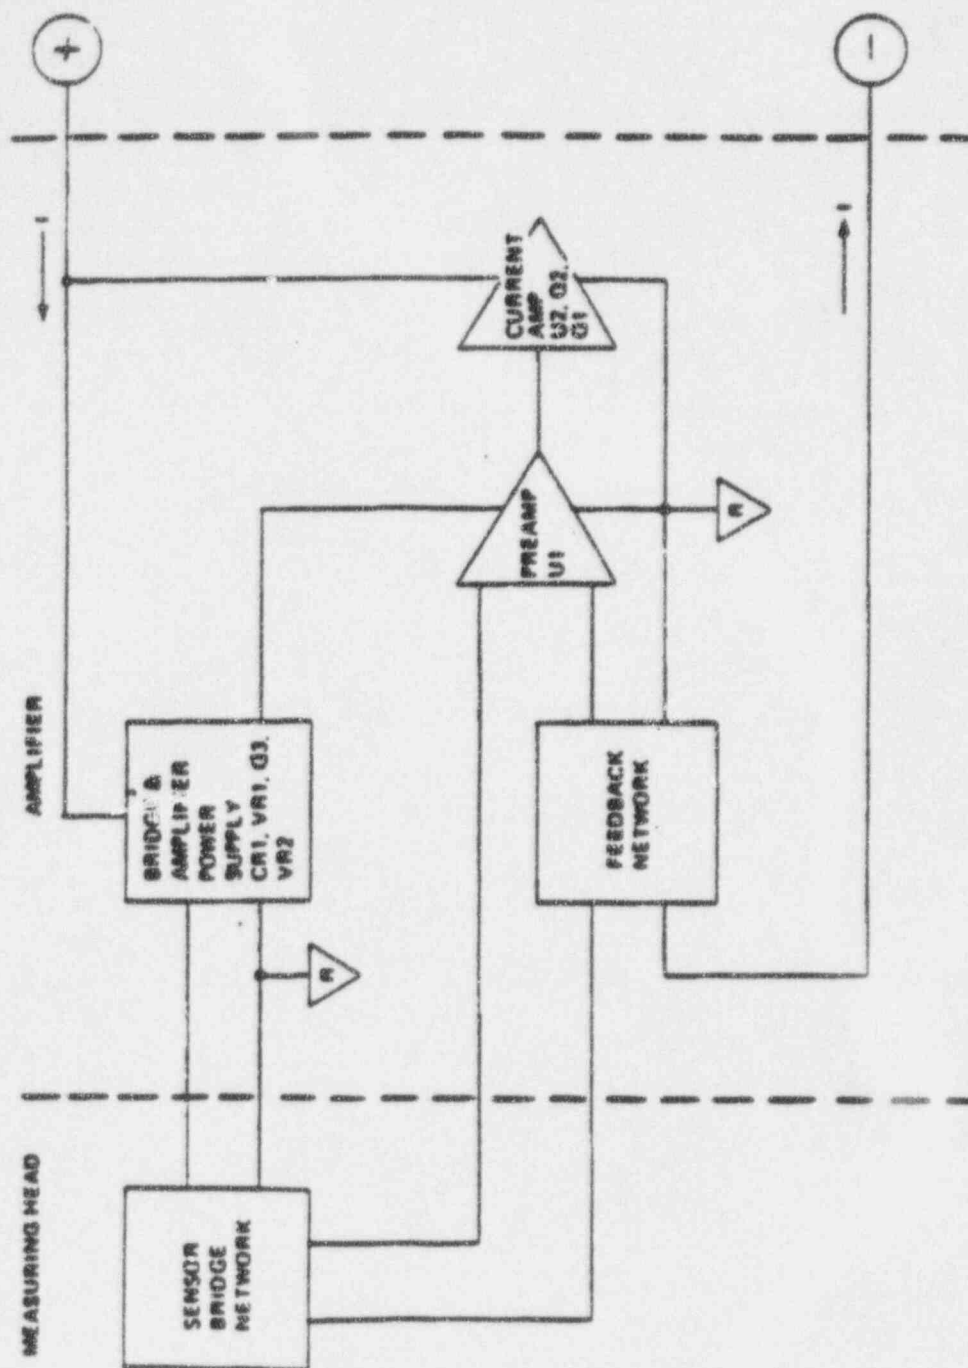 MEASURING HEAD
AMPLIFIER
SENSOR
BRIDGE
NETWORK
BRIDGE &
AMPLIFIER
POWER
SUPPLY
CR1, VR1, Q3,
VR2
R
FEEDBACK
NETWORK
PREAMP
U1
R
CURRENT
AMP
U2, Q2,
Q1
I
I
+
−